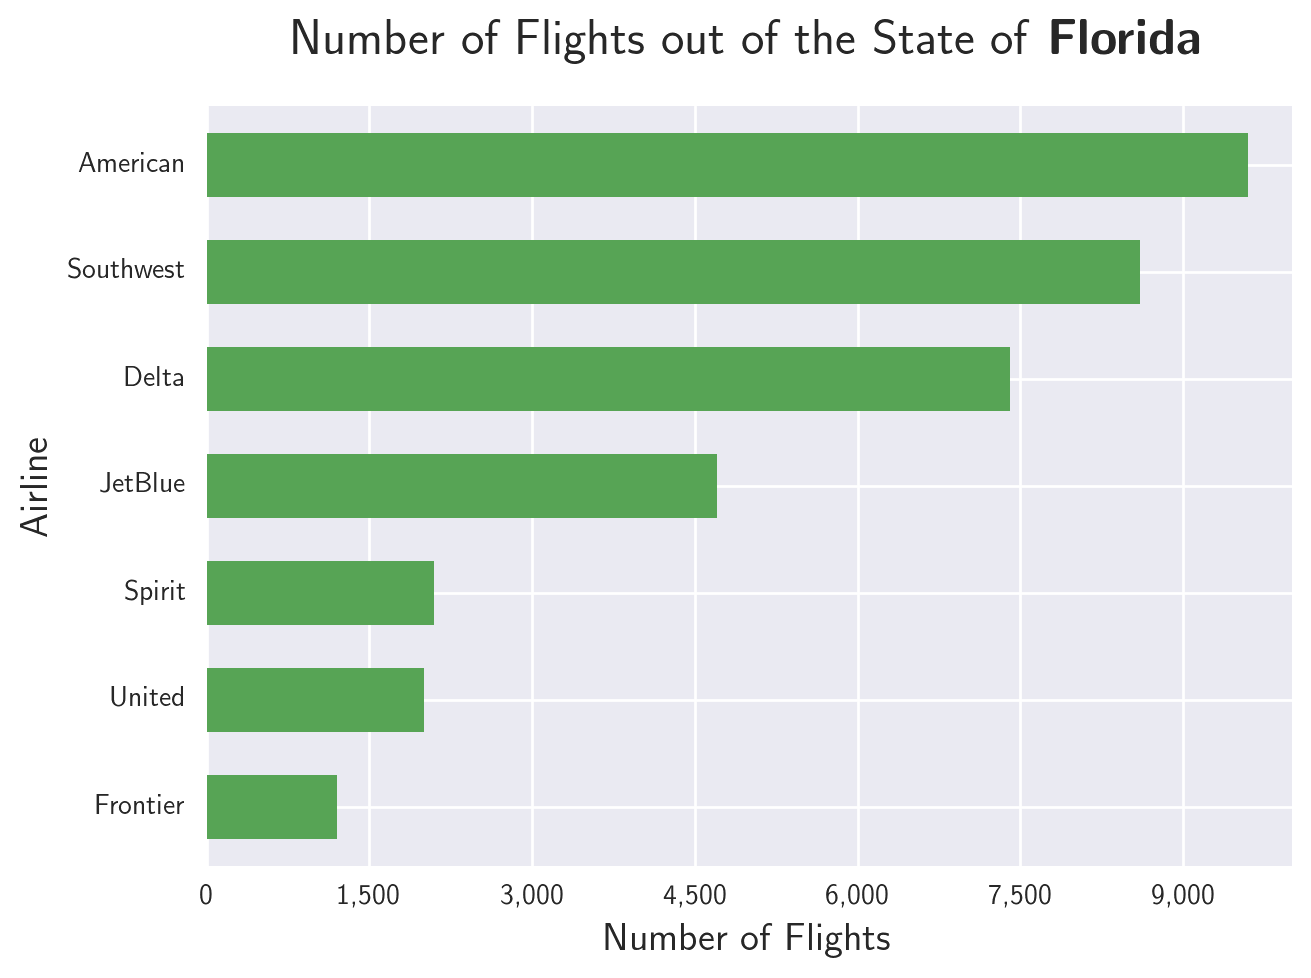 Number of Flights out of the State of Florida
American
Southwest
Delta
JetBlue
Spirit
United
Frontier
Airline
0 1,500 3,000 4,500 6,000 7,500 9,000
Number of Flights